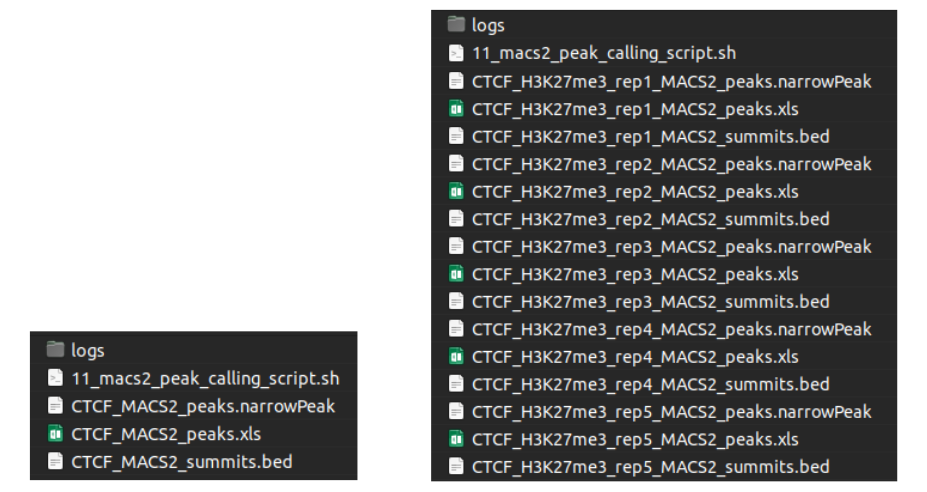 logs
11_macs2_peak_calling_script.sh
CTCF_MACS2_peaks.narrowPeak
CTCF_MACS2_peaks.xls
CTCF_MACS2_summits.bed
logs
11_macs2_peak_calling_script.sh
CTCF_H3K27me3_rep1_MACS2_peaks.narrowPeak
CTCF_H3K27me3_rep1_MACS2_peaks.xls
CTCF_H3K27me3_rep1_MACS2_summits.bed
CTCF_H3K27me3_rep2_MACS2_peaks.narrowPeak
CTCF_H3K27me3_rep2_MACS2_peaks.xls
CTCF_H3K27me3_rep2_MACS2_summits.bed
CTCF_H3K27me3_rep3_MACS2_peaks.narrowPeak
CTCF_H3K27me3_rep3_MACS2_peaks.xls
CTCF_H3K27me3_rep3_MACS2_summits.bed
CTCF_H3K27me3_rep4_MACS2_peaks.narrowPeak
CTCF_H3K27me3_rep4_MACS2_peaks.xls
CTCF_H3K27me3_rep4_MACS2_summits.bed
CTCF_H3K27me3_rep5_MACS2_peaks.narrowPeak
CTCF_H3K27me3_rep5_MACS2_peaks.xls
CTCF_H3K27me3_rep5_MACS2_summits.bed